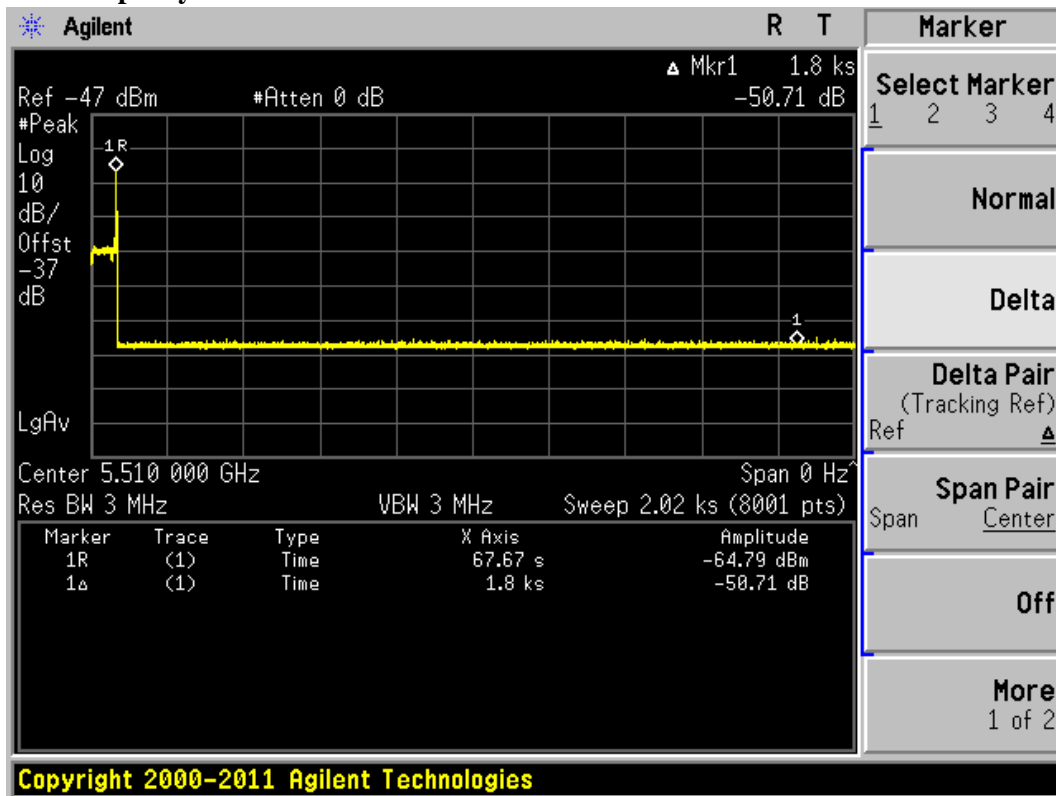 Agilent R T
Marker
Δ Mkr1 1.8 ks
Ref -47 dBm #Atten 0 dB -50.71 dB
#Peak
Log
10
dB/
Offst
-37
dB
1R
1
LgAv
Center 5.510 000 GHz Span 0 Hz^
Res BW 3 MHz VBW 3 MHz Sweep 2.02 ks (8001 pts)
Marker Trace Type X Axis Amplitude
1R (1) Time 67.67 s -64.79 dBm
1Δ (1) Time 1.8 ks -50.71 dB
Select Marker
1 2 3 4
Normal
Delta
Delta Pair
(Tracking Ref)
Ref Δ
Span Pair
Span Center
Off
More
1 of 2
Copyright 2000-2011 Agilent Technologies